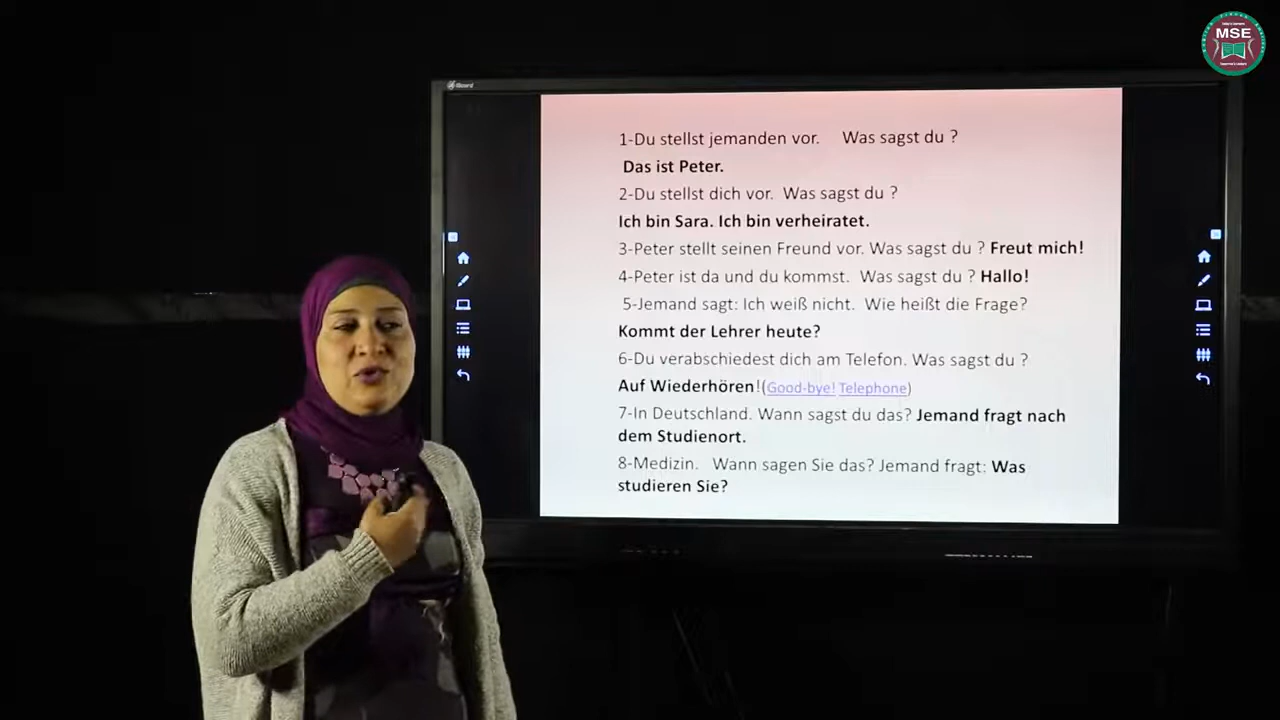 MSE
1-Du stellst jemanden vor. Was sagst du ?
Das ist Peter.
2-Du stellst dich vor. Was sagst du ?
Ich bin Sara. Ich bin verheiratet.
3-Peter stellt seinen Freund vor. Was sagst du ? Freut mich!
4-Peter ist da und du kommst. Was sagst du ? Hallo!
5-Jemand sagt: Ich weiß nicht. Wie heißt die Frage?
Kommt der Lehrer heute?
6-Du verabschiedest dich am Telefon. Was sagst du ?
Auf Wiederhören!(Good-bye! Telephone)
7-In Deutschland. Wann sagst du das? Jemand fragt nach
dem Studienort.
8-Medizin. Wann sagen Sie das? Jemand fragt: Was
studieren Sie?